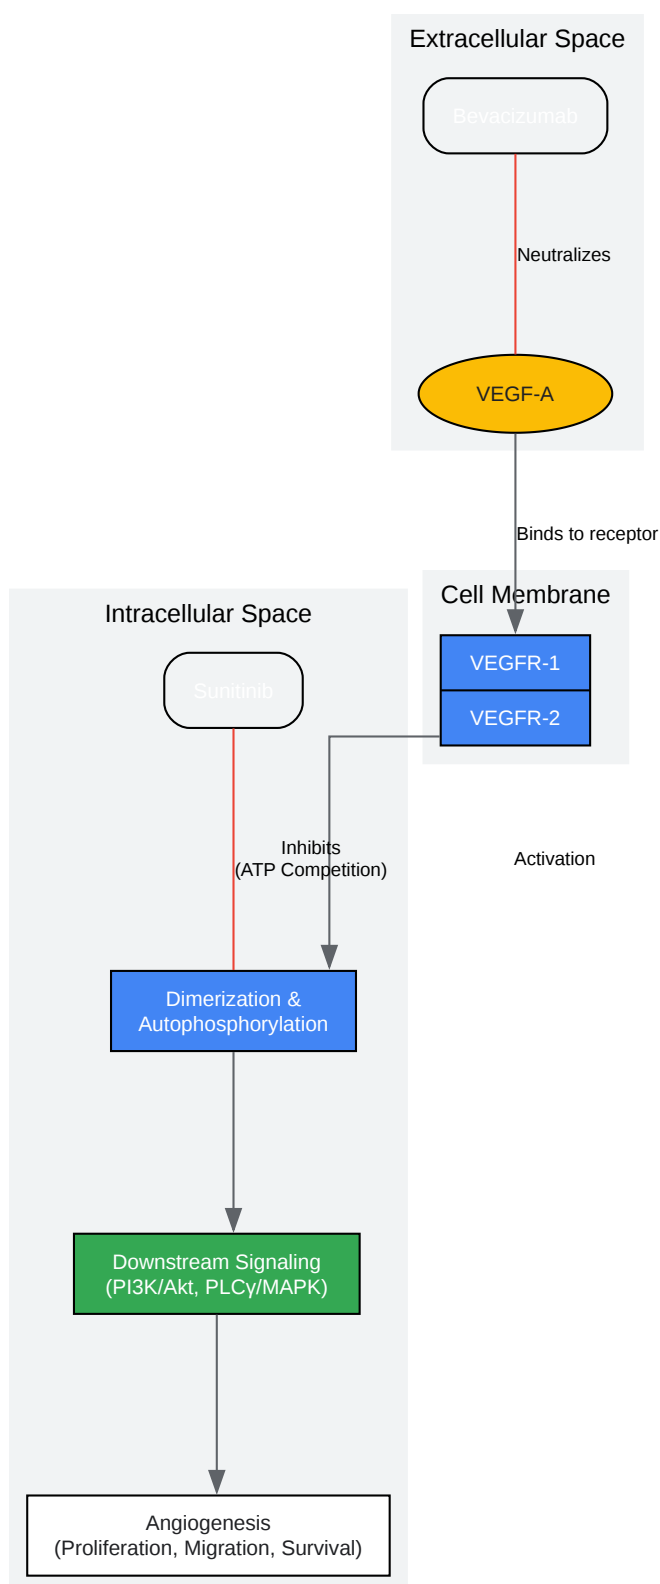 Extracellular Space
Bevacizumab
Neutralizes
VEGF-A
Binds to receptor
Cell Membrane
VEGFR-1
VEGFR-2
Intracellular Space
Sunitinib
Inhibits
(ATP Competition)
Activation
Dimerization &
Autophosphorylation
Downstream Signaling
(PI3K/Akt, PLCγ/MAPK)
Angiogenesis
(Proliferation, Migration, Survival)